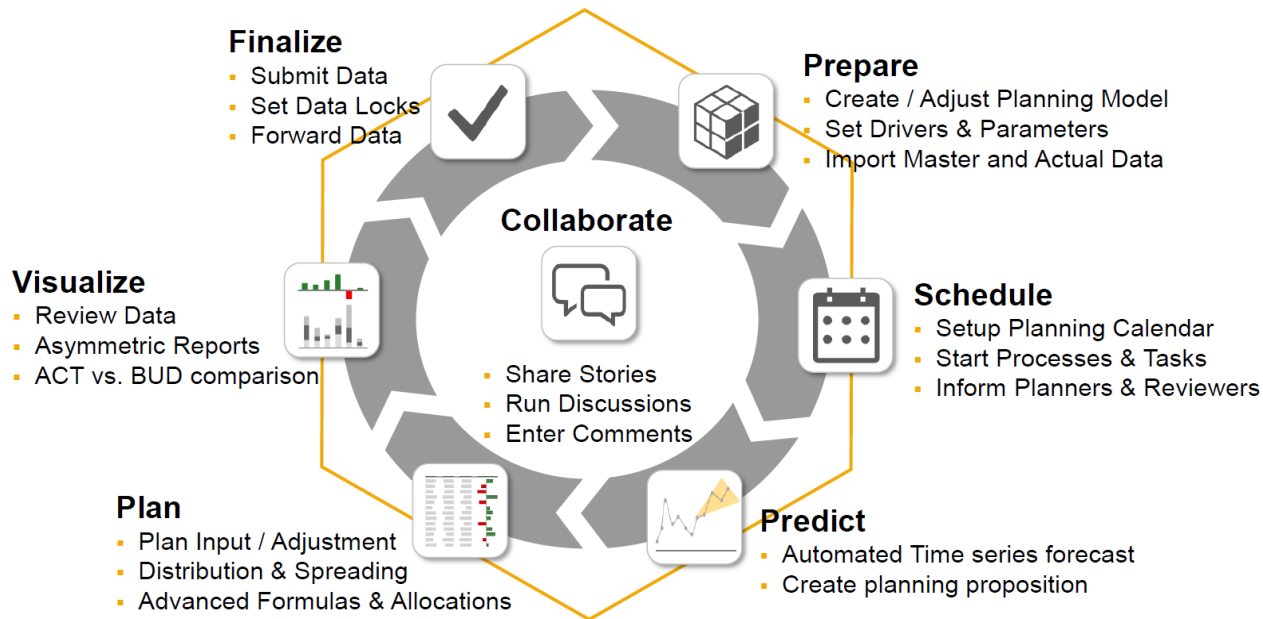 Finalize
▪ Submit Data
▪ Set Data Locks
▪ Forward Data
Prepare
▪ Create / Adjust Planning Model
▪ Set Drivers & Parameters
▪ Import Master and Actual Data
Collaborate
▪ Share Stories
▪ Run Discussions
▪ Enter Comments
Visualize
▪ Review Data
▪ Asymmetric Reports
▪ ACT vs. BUD comparison
Schedule
▪ Setup Planning Calendar
▪ Start Processes & Tasks
▪ Inform Planners & Reviewers
Plan
▪ Plan Input / Adjustment
▪ Distribution & Spreading
▪ Advanced Formulas & Allocations
Predict
▪ Automated Time series forecast
▪ Create planning proposition